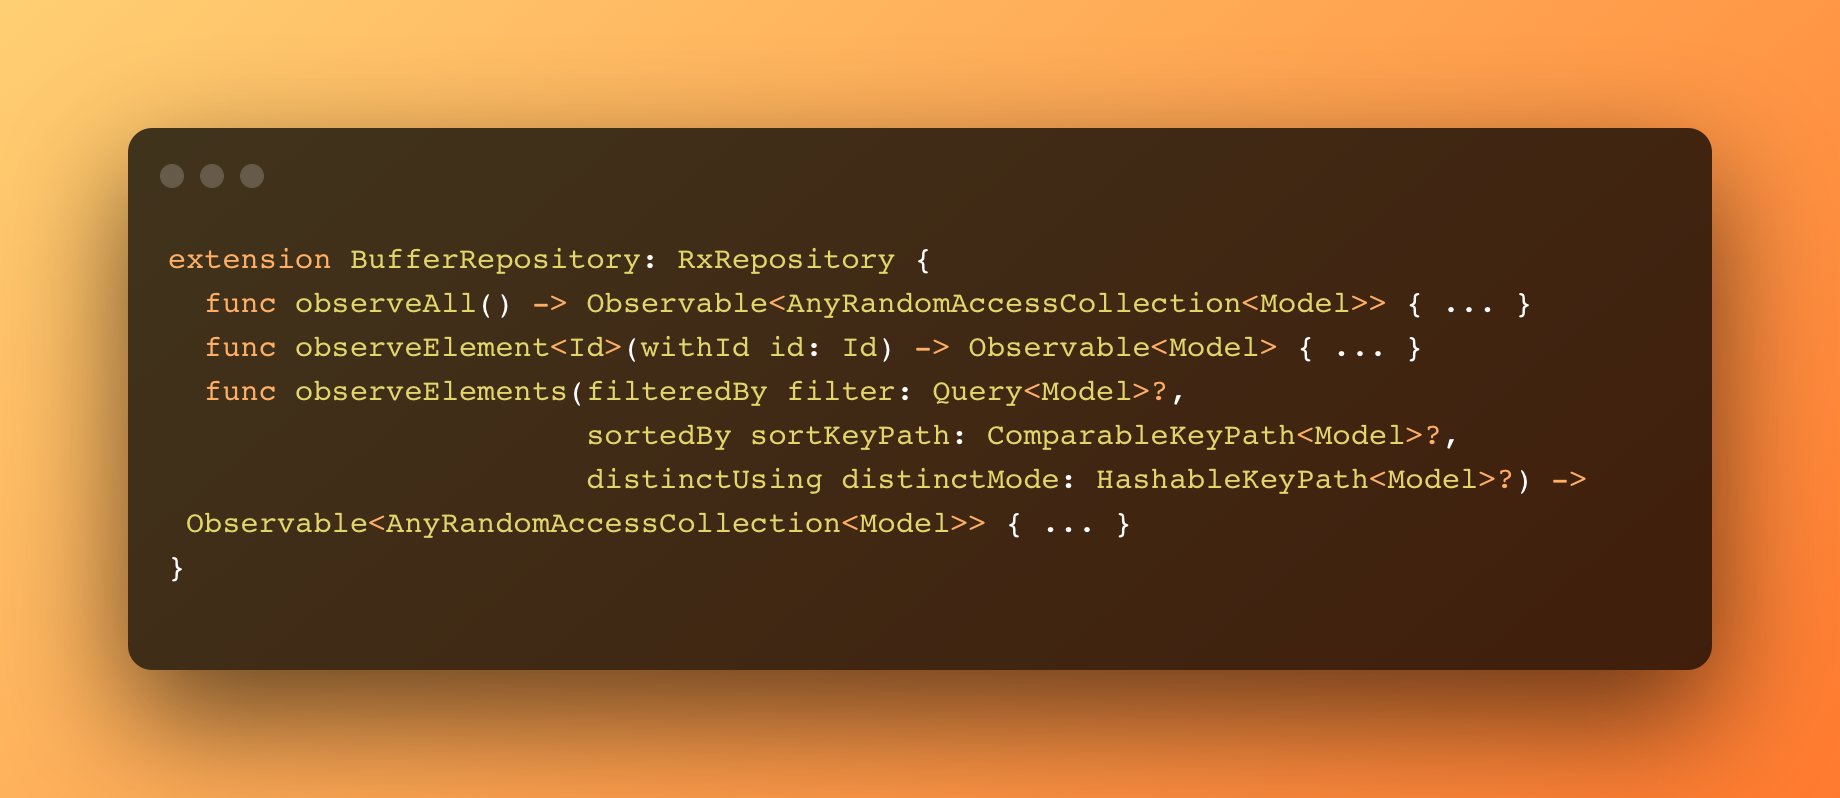 extension BufferRepository: RxRepository {
  func observeAll() -> Observable<AnyRandomAccessCollection<Model>> { ... }
  func observeElement<Id>(withId id: Id) -> Observable<Model> { ... }
  func observeElements(filteredBy filter: Query<Model>?,
                       sortedBy sortKeyPath: ComparableKeyPath<Model>?,
                       distinctUsing distinctMode: HashableKeyPath<Model>?) ->
 Observable<AnyRandomAccessCollection<Model>> { ... }
}